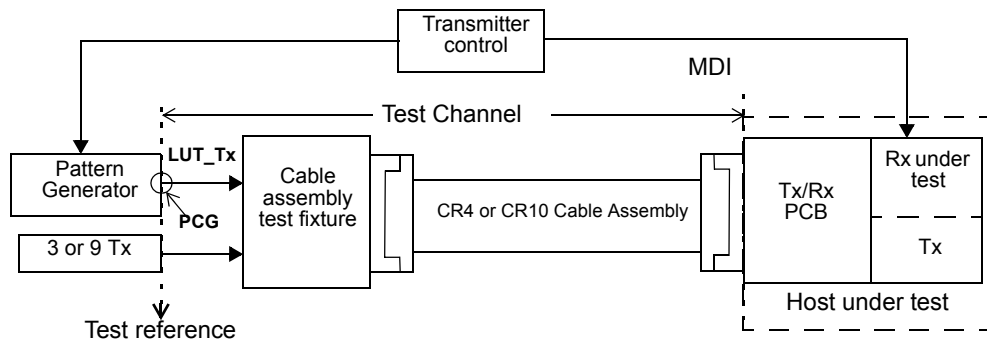 Transmitter
control
MDI
Test Channel
Pattern
Generator
LUT_Tx
PCG
3 or 9 Tx
Cable
assembly
test fixture
CR4 or CR10 Cable Assembly
Tx/Rx
PCB
Rx under
test
Tx
Host under test
Test reference